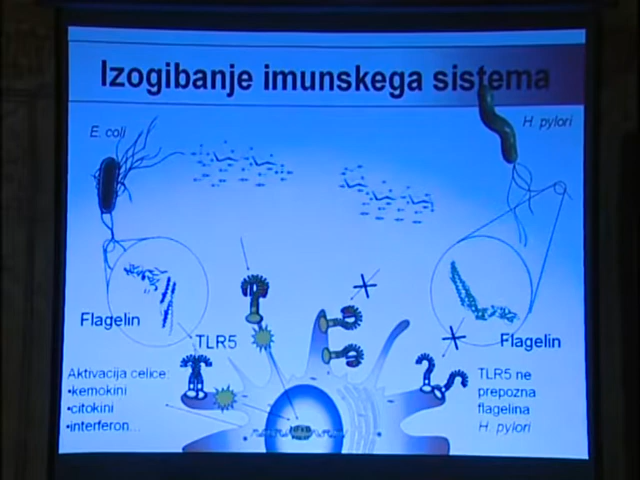 Izogibanje imunskega sistema
E. coli
H. pylori
Flagelin
TLR5
Flagelin
Aktivacija celice:
•kemokini
•citokini
•interferon...
TLR5 ne
prepozna
flagelina
H. pylori